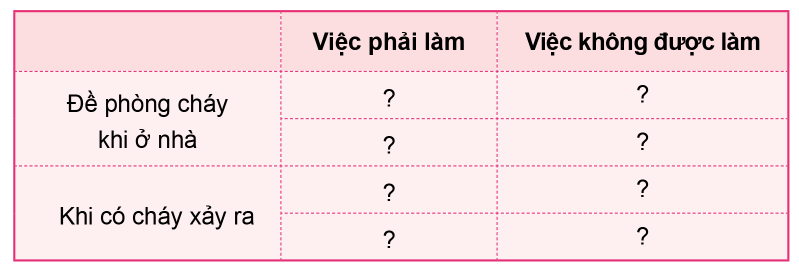 Việc phải làm
Việc không được làm
Đề phòng cháy
khi ở nhà
?
?
?
?
Khi có cháy xảy ra
?
?
?
?